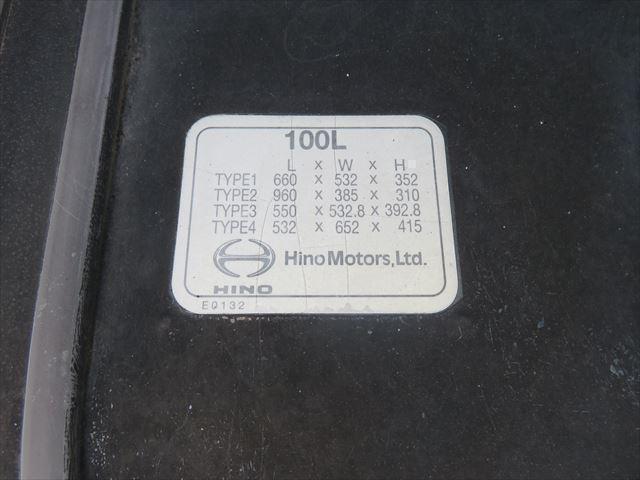 100L
L x W x H
TYPE1 660 x 532 x 352
TYPE2 960 x 385 x 310
TYPE3 550 x 532.8 x 392.8
TYPE4 532 x 652 x 415
Hino Motors, Ltd.
HINO
EQ132